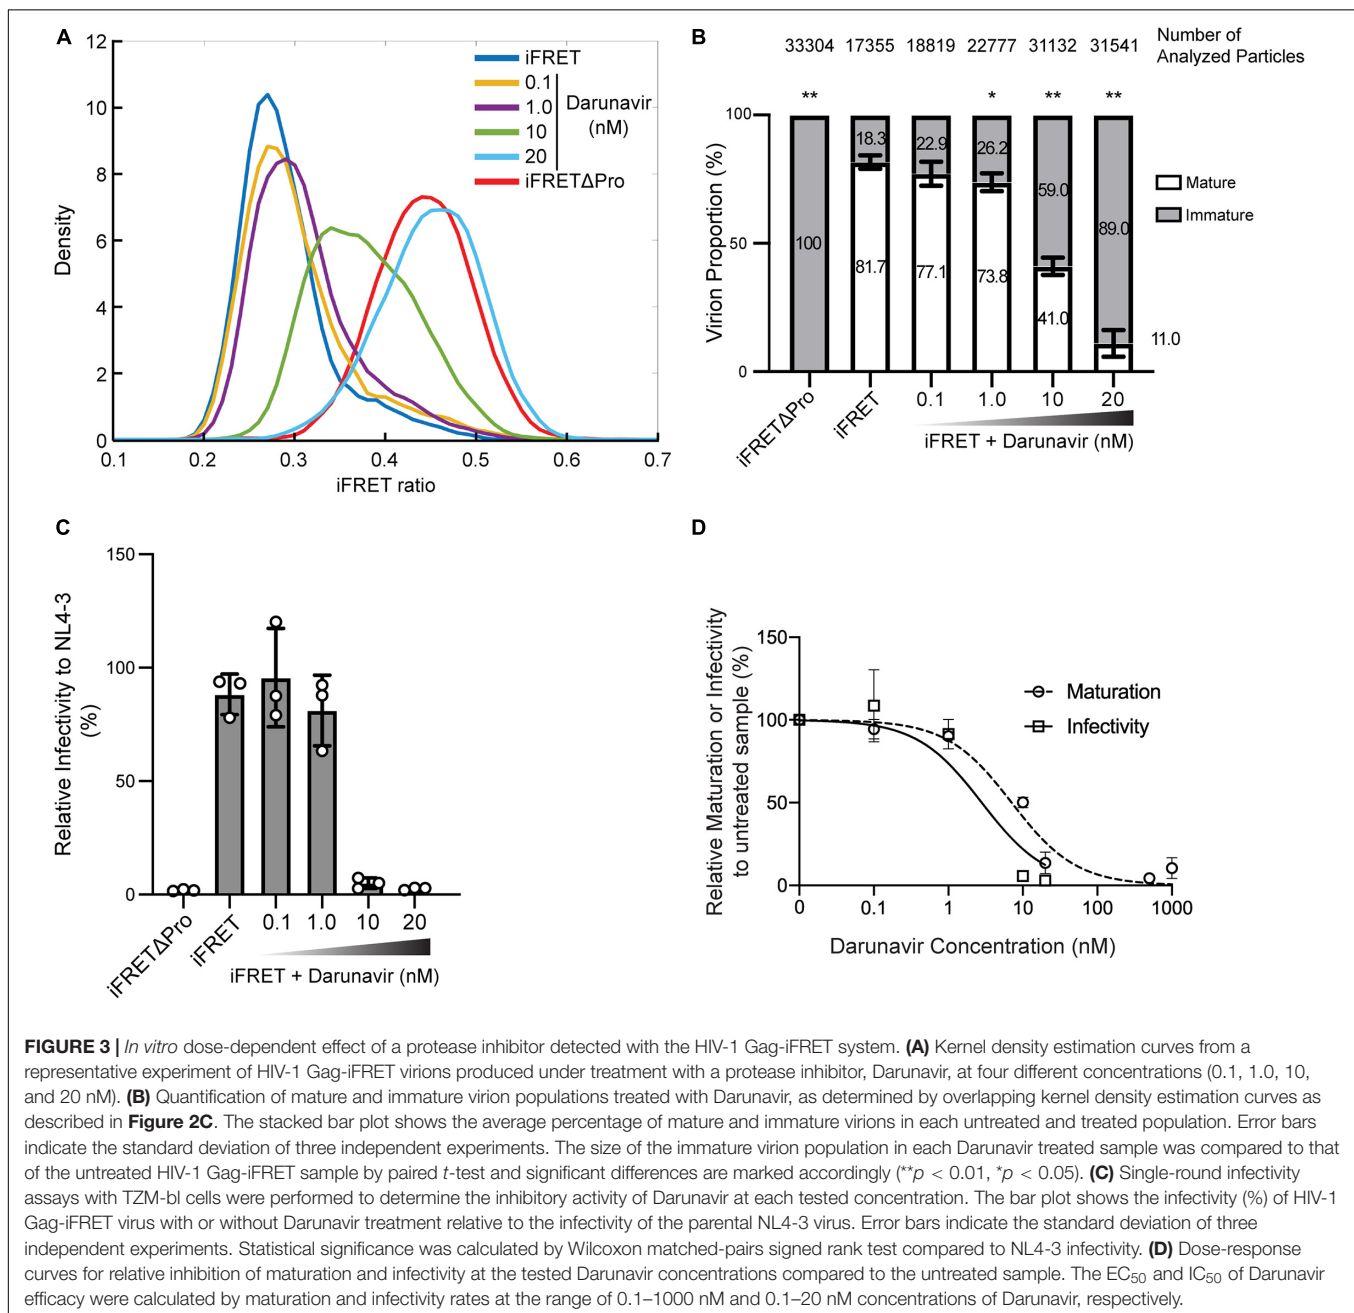 A
12
10
8
6
4
2
0
Density
0.1 0.2 0.3 0.4 0.5 0.6 0.7
iFRET ratio
iFRET
0.1
1.0
10
20
Darunavir
(nM)
iFRETΔPro
B
33304 17355 18819 22777 31132 31541
Number of
Analyzed Particles
** * ** **
100
50
0
Virion Proportion (%)
100
18.3
81.7
22.9
77.1
26.2
73.8
59.0
41.0
89.0
11.0
Mature
Immature
iFRETΔPro iFRET 0.1 1.0 10 20
iFRET + Darunavir (nM)
C
150
100
50
0
Relative Infectivity to NL4-3
(%)
iFRETΔPro iFRET 0.1 1.0 10 20
iFRET + Darunavir (nM)
D
150
100
50
0
Relative Maturation or Infectivity
to untreated sample (%)
Maturation
Infectivity
0 0.1 1 10 100 1000
Darunavir Concentration (nM)
FIGURE 3 | In vitro dose-dependent effect of a protease inhibitor detected with the HIV-1 Gag-iFRET system. (A) Kernel density estimation curves from a
representative experiment of HIV-1 Gag-iFRET virions produced under treatment with a protease inhibitor, Darunavir, at four different concentrations (0.1, 1.0, 10,
and 20 nM). (B) Quantification of mature and immature virion populations treated with Darunavir, as determined by overlapping kernel density estimation curves as
described in Figure 2C. The stacked bar plot shows the average percentage of mature and immature virions in each untreated and treated population. Error bars
indicate the standard deviation of three independent experiments. The size of the immature virion population in each Darunavir treated sample was compared to that
of the untreated HIV-1 Gag-iFRET sample by paired t-test and significant differences are marked accordingly (**p < 0.01, *p < 0.05). (C) Single-round infectivity
assays with TZM-bl cells were performed to determine the inhibitory activity of Darunavir at each tested concentration. The bar plot shows the infectivity (%) of HIV-1
Gag-iFRET virus with or without Darunavir treatment relative to the infectivity of the parental NL4-3 virus. Error bars indicate the standard deviation of three
independent experiments. Statistical significance was calculated by Wilcoxon matched-pairs signed rank test compared to NL4-3 infectivity. (D) Dose-response
curves for relative inhibition of maturation and infectivity at the tested Darunavir concentrations compared to the untreated sample. The EC50 and IC50 of Darunavir
efficacy were calculated by maturation and infectivity rates at the range of 0.1–1000 nM and 0.1–20 nM concentrations of Darunavir, respectively.